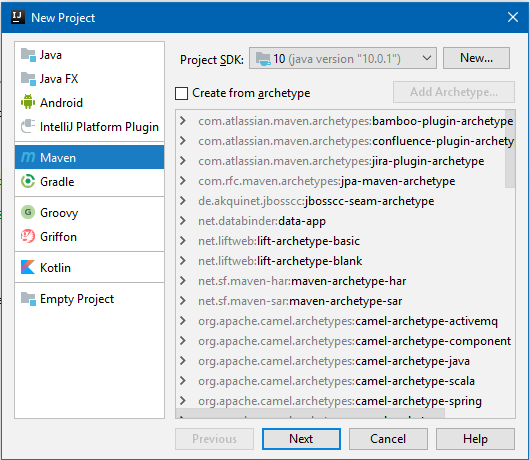 New Project
Java
Java FX
Android
IntelliJ Platform Plugin
Maven
Gradle
Groovy
Griffon
Kotlin
Empty Project
Project SDK: 10 (java version "10.0.1") New...
Create from archetype Add Archetype...
com.atlassian.maven.archetypes:bamboo-plugin-archetype
com.atlassian.maven.archetypes:confluence-plugin-archety
com.atlassian.maven.archetypes:jira-plugin-archetype
com.rfc.maven.archetypes:jpa-maven-archetype
de.akquinet.jbosscc:jbosscc-seam-archetype
net.databinder:data-app
net.liftweb:lift-archetype-basic
net.liftweb:lift-archetype-blank
net.sf.maven-har:maven-archetype-har
net.sf.maven-sar:maven-archetype-sar
org.apache.camel.archetypes:camel-archetype-activemq
org.apache.camel.archetypes:camel-archetype-component
org.apache.camel.archetypes:camel-archetype-java
org.apache.camel.archetypes:camel-archetype-scala
org.apache.camel.archetypes:camel-archetype-spring
Previous Next Cancel Help